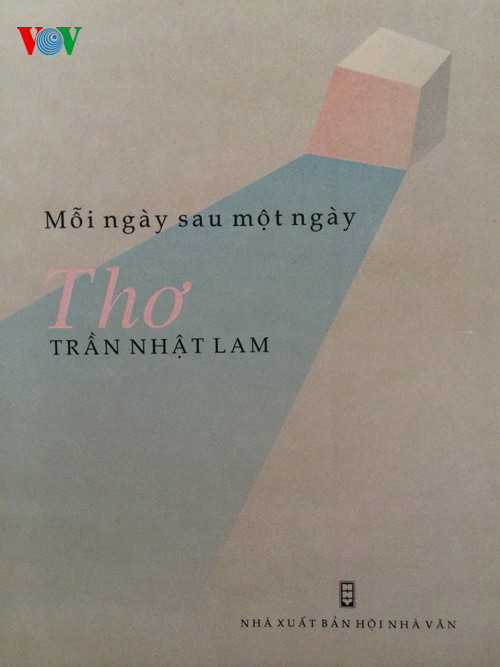 VOV
Mỗi ngày sau một ngày
Thơ
TRẦN NHẬT LAM
NHÀ XUẤT BẢN HỘI NHÀ VĂN